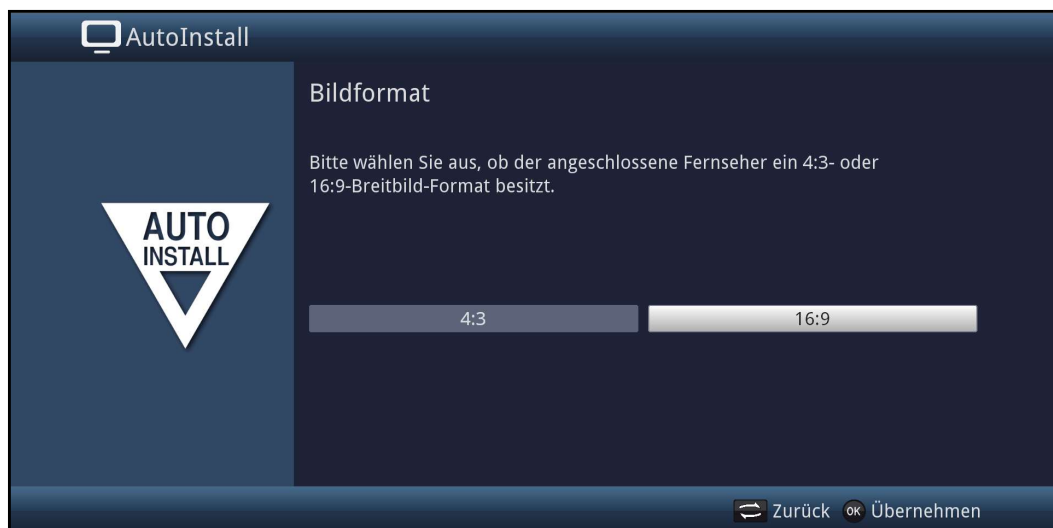 AutoInstall
Bildformat
Bitte wählen Sie aus, ob der angeschlossene Fernseher ein 4:3- oder
16:9-Breitbild-Format besitzt.
AUTO
INSTALL
4:3
16:9
Zurück OK Übernehmen